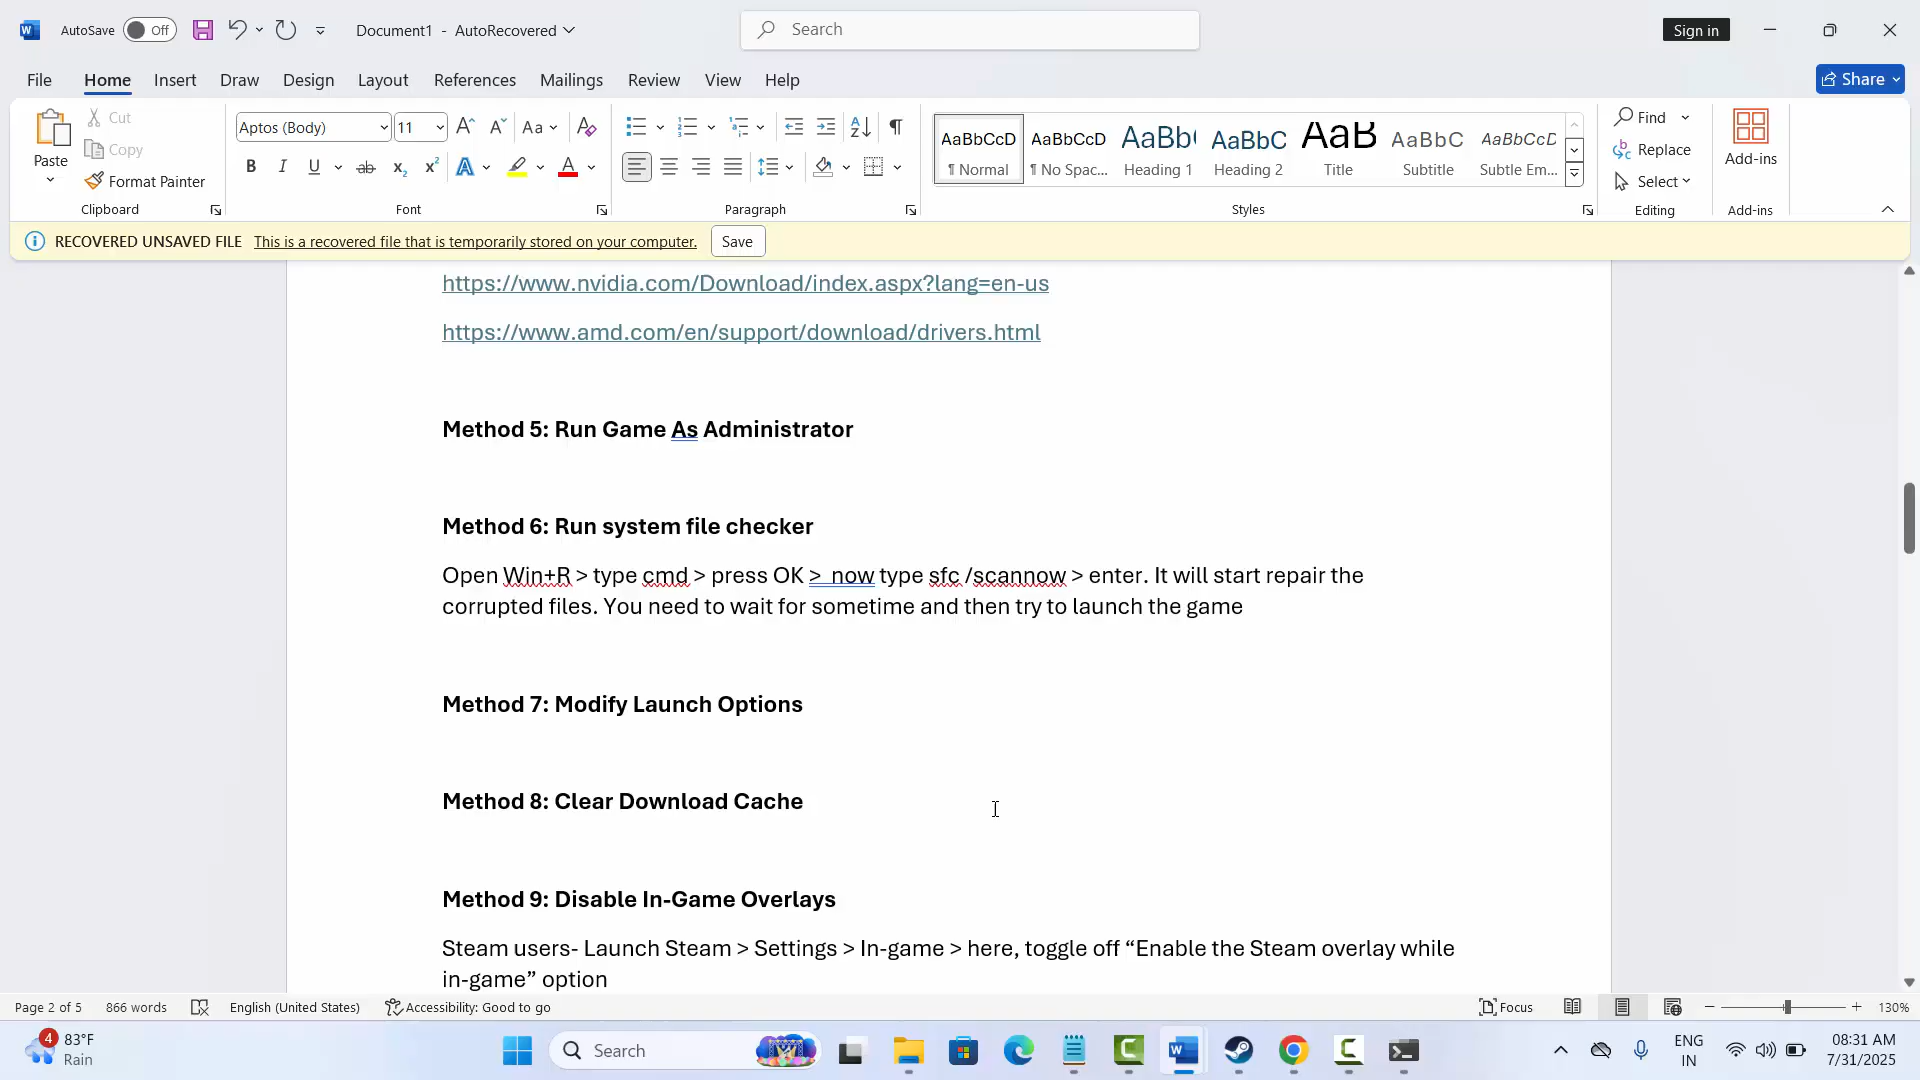 AutoSave Off Document1 - AutoRecovered Search Sign in
File Home Insert Draw Design Layout References Mailings Review View Help Share
Paste Cut Copy Format Painter Clipboard
Aptos (Body) 11 Aa Font
Paragraph
AaBbCcD ¶ Normal
AaBbCcD ¶ No Spac...
AaBb( Heading 1
AaBbC Heading 2
AaB Title
AaBbC Subtitle
AaBbCcD Subtle Em...
Styles
Find Replace Select Editing
Add-ins Add-ins
RECOVERED UNSAVED FILE This is a recovered file that is temporarily stored on your computer. Save
https://www.nvidia.com/Download/index.aspx?lang=en-us
https://www.amd.com/en/support/download/drivers.html
Method 5: Run Game As Administrator
Method 6: Run system file checker
Open Win+R > type cmd > press OK > now type sfc /scannow > enter. It will start repair the
corrupted files. You need to wait for sometime and then try to launch the game
Method 7: Modify Launch Options
Method 8: Clear Download Cache
Method 9: Disable In-Game Overlays
Steam users- Launch Steam > Settings > In-game > here, toggle off “Enable the Steam overlay while
in-game” option
Page 2 of 5 866 words English (United States) Accessibility: Good to go Focus 130%
4 83°F Rain
Search
ENG IN
08:31 AM
7/31/2025